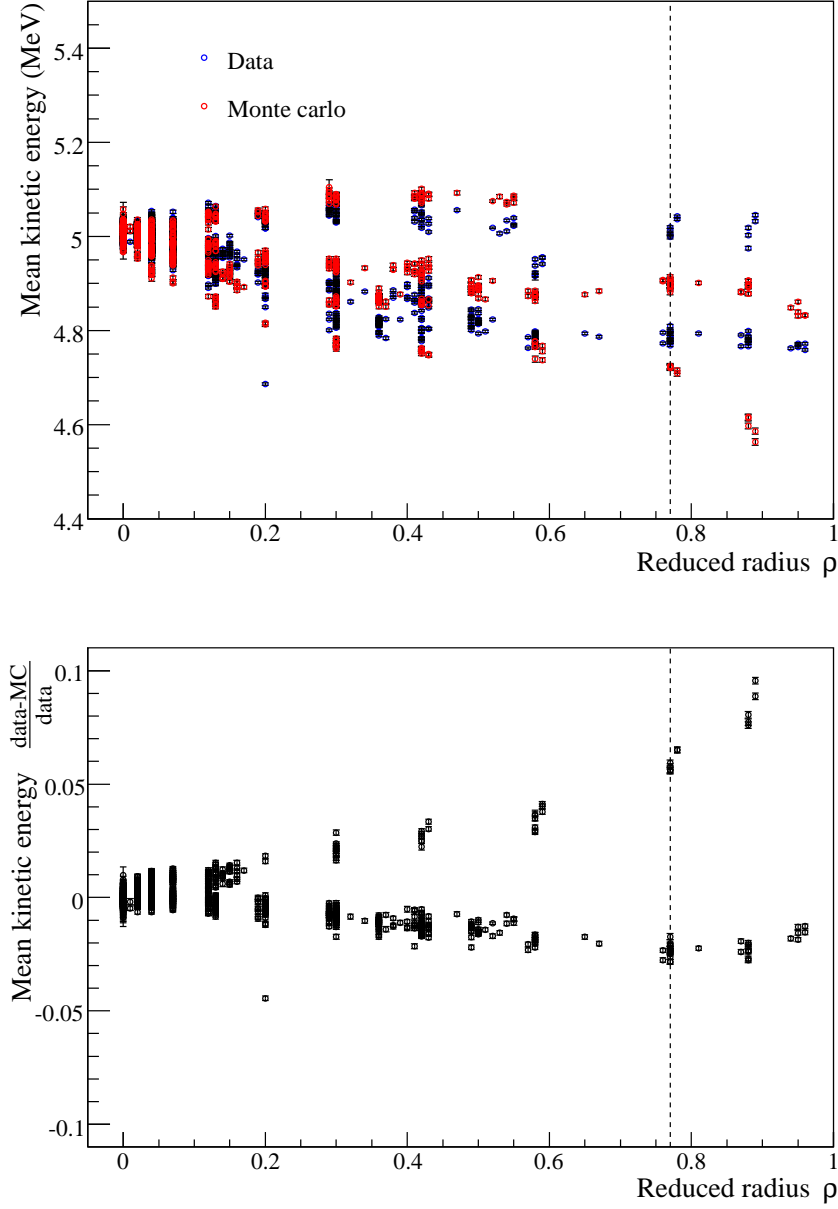 Mean kinetic energy (MeV)
5.4
5.2
5
4.8
4.6
4.4
Data
Monte carlo
0 0.2 0.4 0.6 0.8 1
Reduced radius ρ
Mean kinetic energy data-MC
data
0.1
0.05
0
-0.05
-0.1
0 0.2 0.4 0.6 0.8 1
Reduced radius ρ